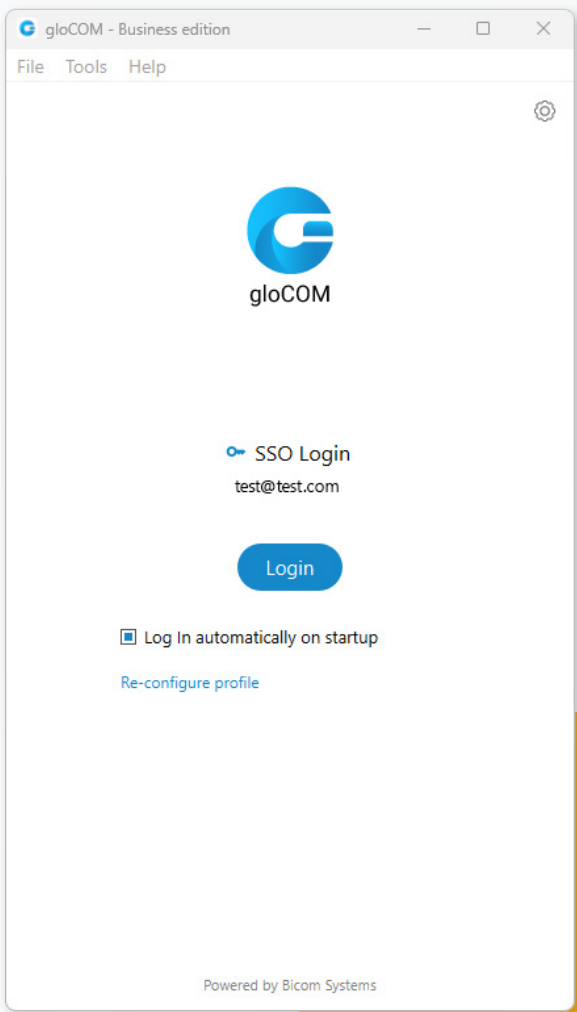 gloCOM - Business edition
File Tools Help
gloCOM
SSO Login
test@test.com
Login
Log In automatically on startup
Re-configure profile
Powered by Bicom Systems